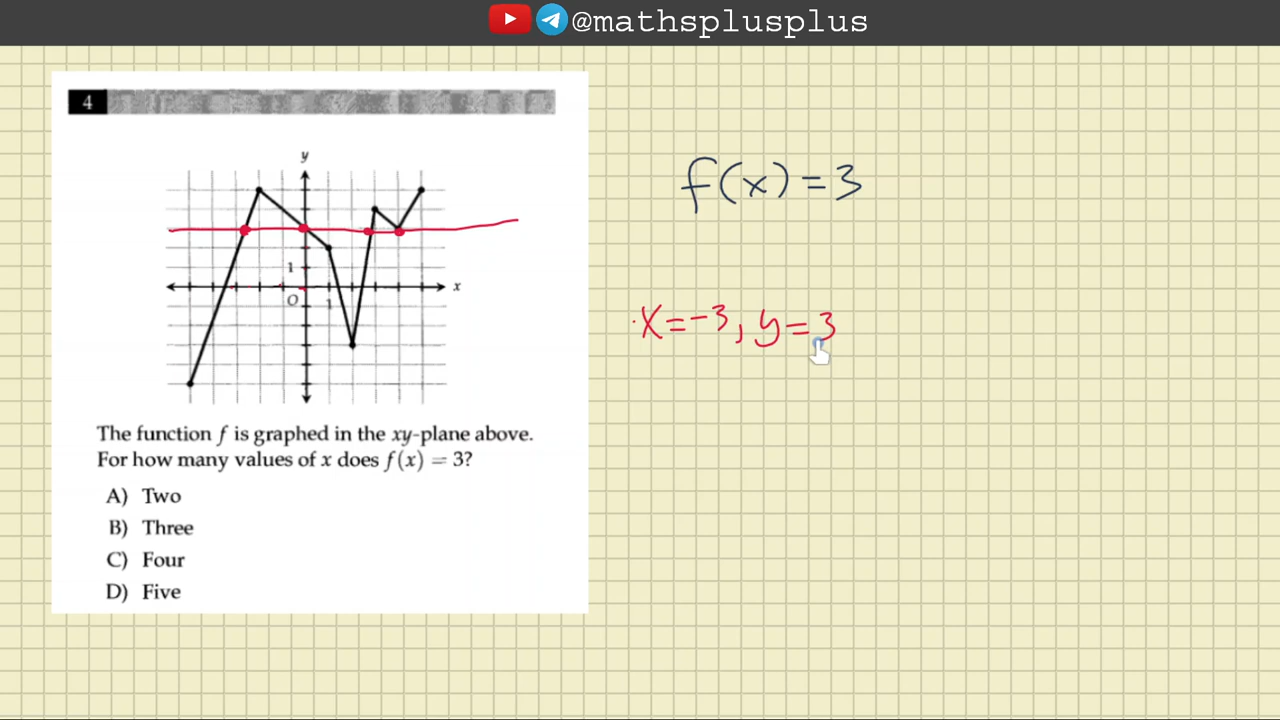 @mathsplusplus
4
y
1
x
O
1
f(x)=3
x=-3, y=3
The function f is graphed in the xy-plane above.
For how many values of x does f(x) = 3?
A) Two
B) Three
C) Four
D) Five